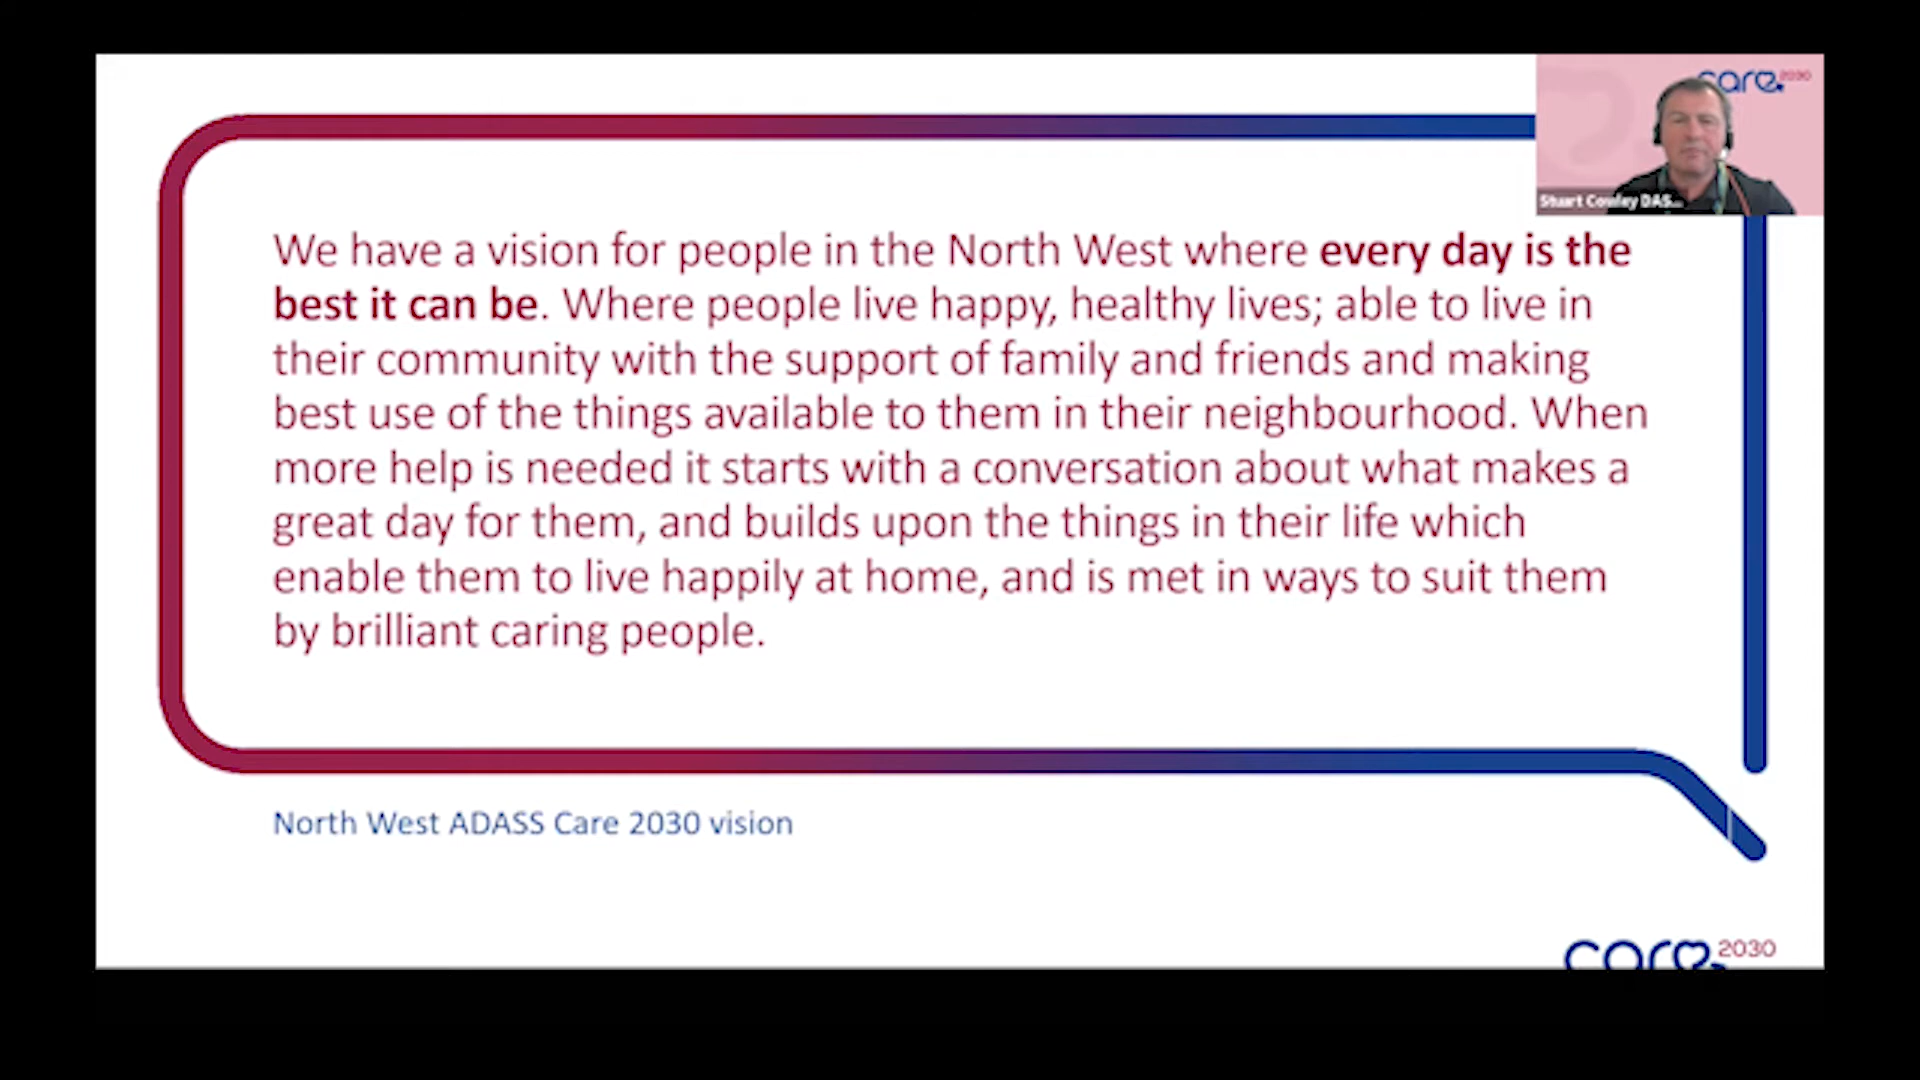 care 2030
Stuart Cowley DAS...
We have a vision for people in the North West where every day is the
best it can be. Where people live happy, healthy lives; able to live in
their community with the support of family and friends and making
best use of the things available to them in their neighbourhood. When
more help is needed it starts with a conversation about what makes a
great day for them, and builds upon the things in their life which
enable them to live happily at home, and is met in ways to suit them
by brilliant caring people.
North West ADASS Care 2030 vision
care 2030